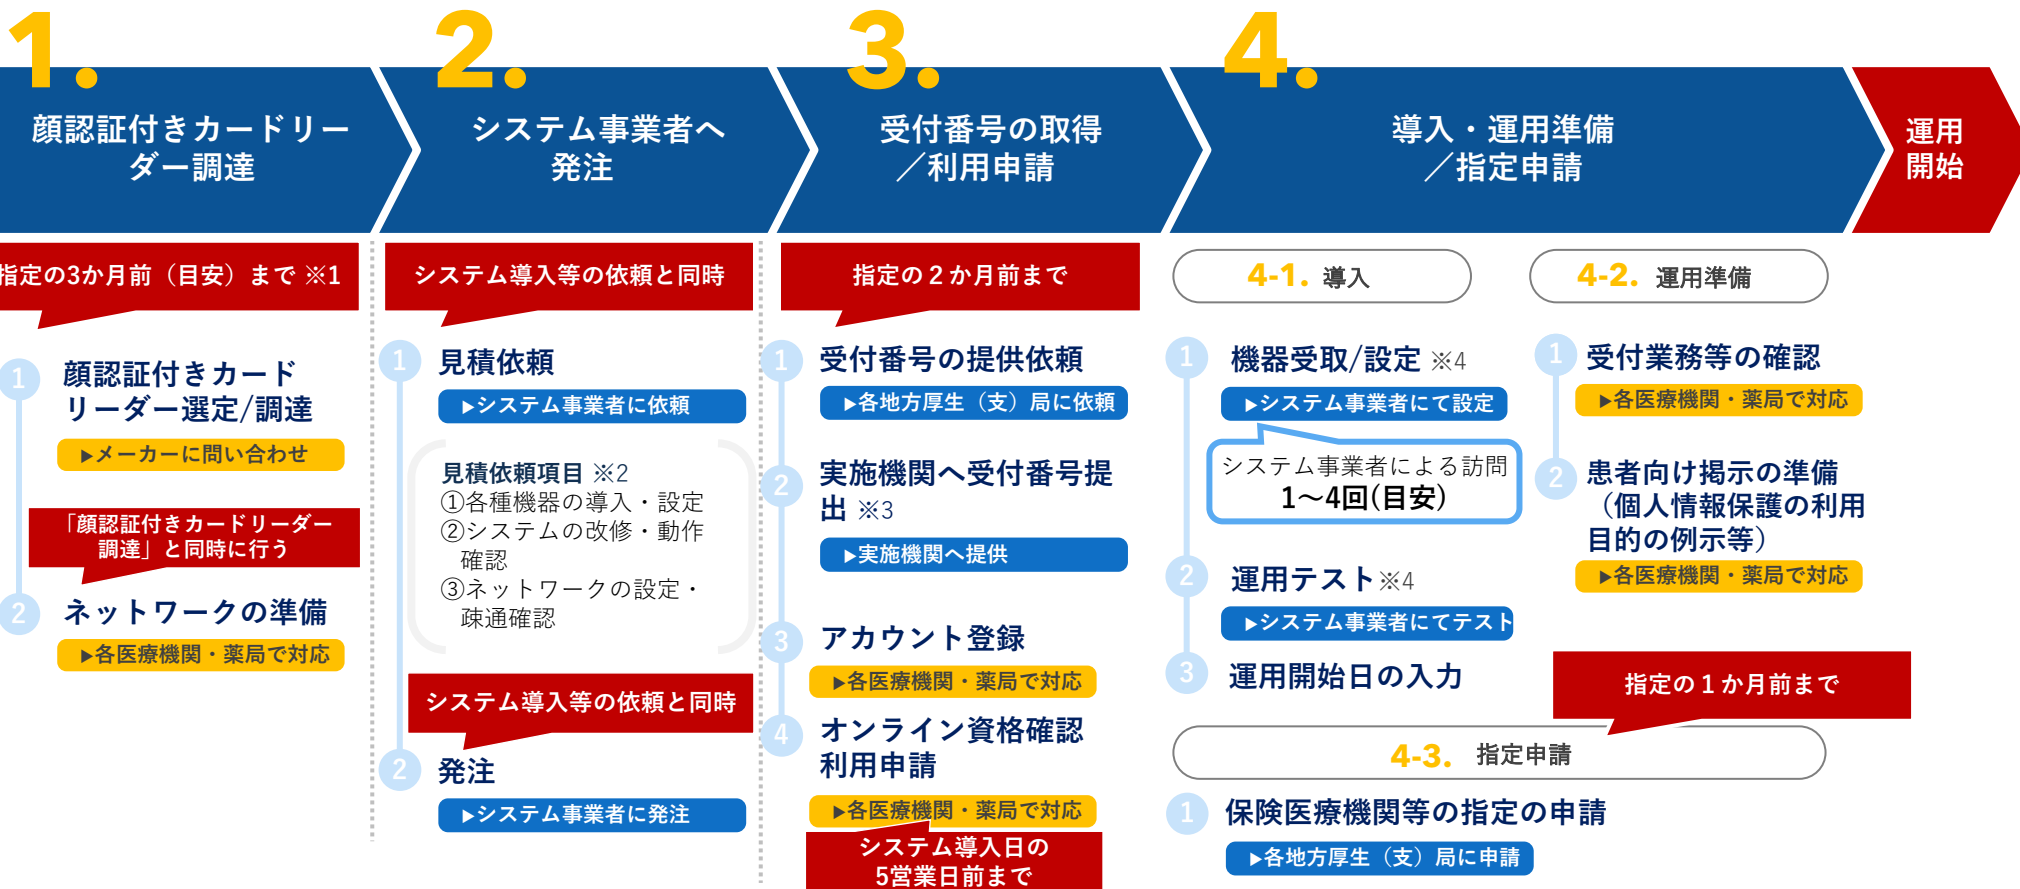 1.
顔認証付きカードリー
ダー調達
2.
システム事業者へ
発注
3.
受付番号の取得
／利用申請
4.
導入・運用準備
／指定申請
運用
開始
指定の3か月前（目安）まで ※1
1
顔認証付きカード
リーダー選定/調達
▶メーカーに問い合わせ
「顔認証付きカードリーダー
調達」と同時に行う
2
ネットワークの準備
▶各医療機関・薬局で対応
システム導入等の依頼と同時
1
見積依頼
▶システム事業者に依頼
見積依頼項目 ※2
①各種機器の導入・設定
②システムの改修・動作
確認
③ネットワークの設定・
疎通確認
システム導入等の依頼と同時
2
発注
▶システム事業者に発注
指定の２か月前まで
1
受付番号の提供依頼
▶各地方厚生（支）局に依頼
2
実施機関へ受付番号提
出 ※3
▶実施機関へ提供
3
アカウント登録
▶各医療機関・薬局で対応
4
オンライン資格確認
利用申請
▶各医療機関・薬局で対応
システム導入日の
5営業日前まで
4-1. 導入
1
機器受取/設定 ※4
▶システム事業者にて設定
システム事業者による訪問
1～4回(目安)
2
運用テスト※4
▶システム事業者にてテスト
3
運用開始日の入力
4-2. 運用準備
1
受付業務等の確認
▶各医療機関・薬局で対応
2
患者向け掲示の準備
（個人情報保護の利用
目的の例示等）
▶各医療機関・薬局で対応
指定の１か月前まで
4-3. 指定申請
1
保険医療機関等の指定の申請
▶各地方厚生（支）局に申請